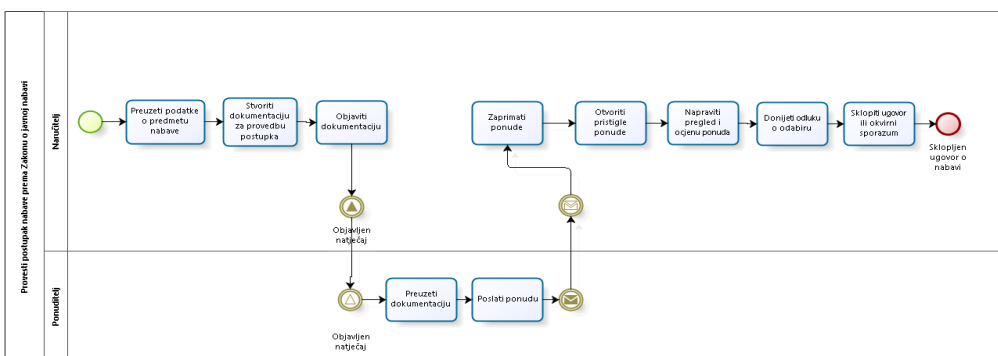 Provesti postupak nabave prema Zakonu o javnoj nabavi
Naručitelj
Preuzeti podatke
o predmetu
nabave
Stvoriti
dokumentaciju
za provedbu
postupka
Objaviti
dokumentaciju
Objavljen
natječaj
Zaprimati
ponude
Otvoriti
pristigle
ponude
Napraviti
pregled i
ocjenu ponuda
Donijeti odluku
o odabiru
Sklopiti ugovor
ili okvirni
sporazum
Sklopljen
ugovor o
nabavi
Ponuditelj
Objavljen
natječaj
Preuzeti
dokumentaciju
Poslati ponudu